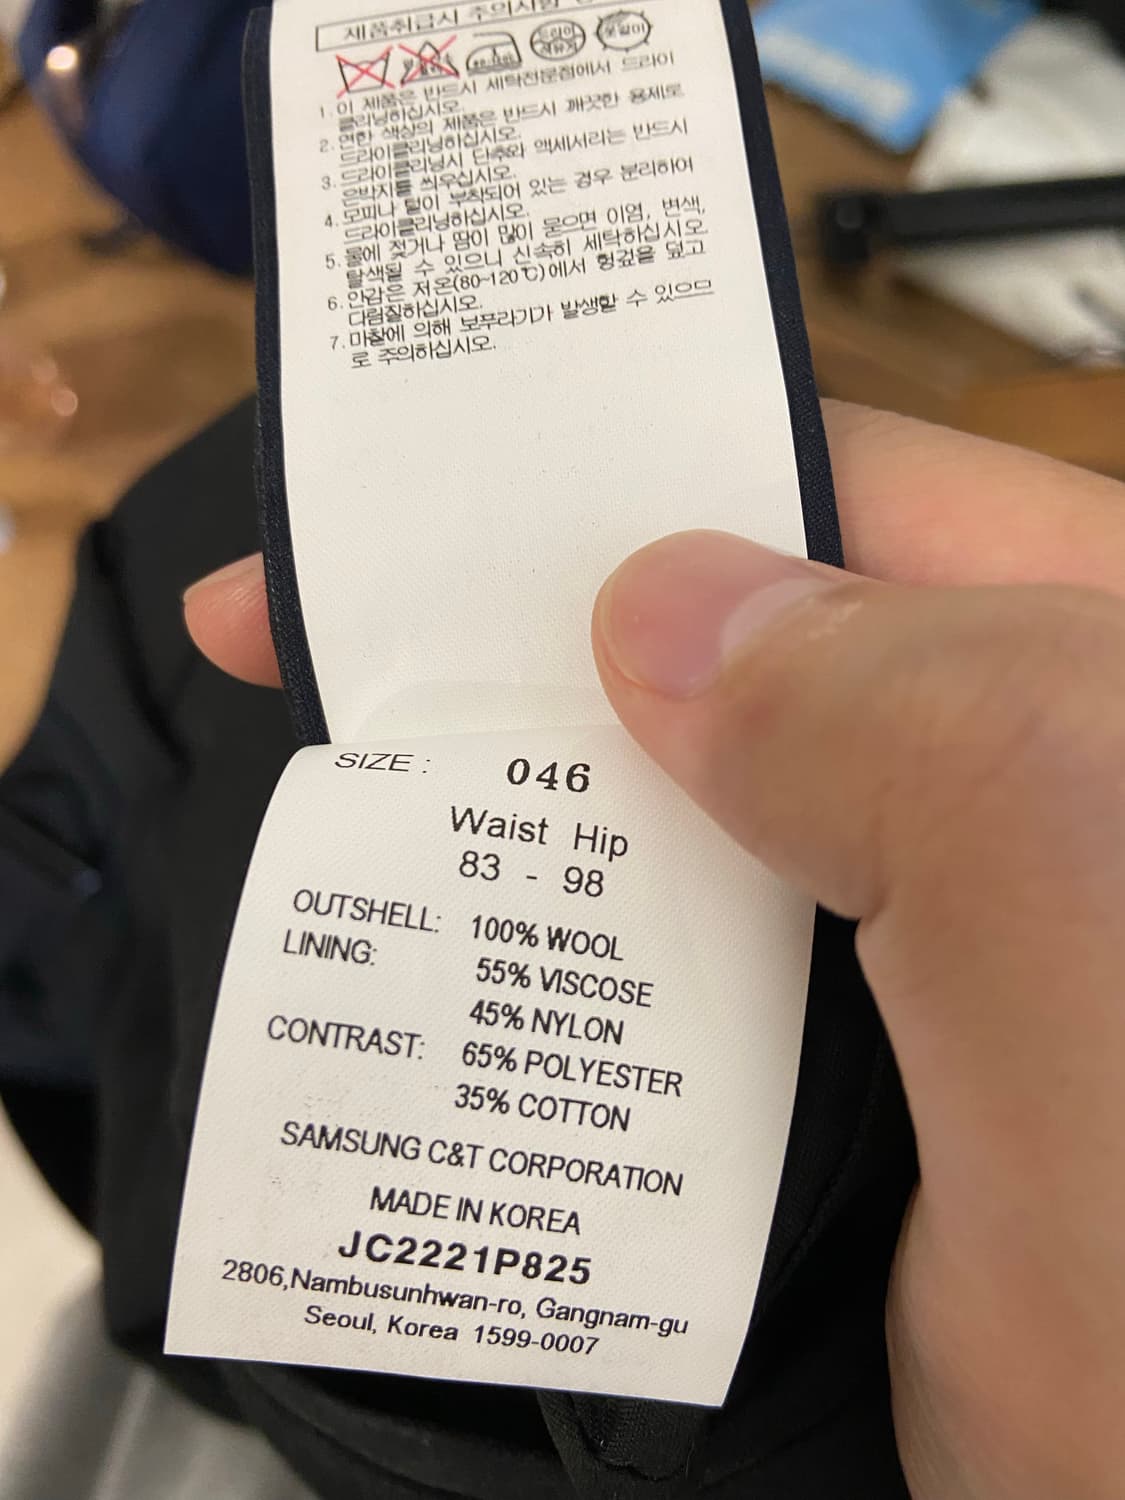 제품취급시 주의사항
드라이
석유계
1. 이 제품은 반드시 세탁전문점에서 드라이
클리닝하십시오.
2. 연한 색상의 제품은 반드시 깨끗한 용제로
드라이클리닝하십시오.
3. 드라이클리닝시 단추와 액세서리는 반드시
은박지를 씌우십시오.
4. 모피나 털이 부착되어 있는 경우 분리하여
드라이클리닝하십시오.
5. 물에 젖거나 땀이 많이 묻으면 이염, 변색,
탈색될 수 있으니 신속히 세탁하십시오
6. 안감은 저온(80~120℃)에서 헝겊을 덮고
다림질하십시오.
7. 마찰에 의해 보푸라기가 발생할 수 있으므
로 주의하십시오.
SIZE : 046
Waist Hip
83 - 98
OUTSHELL: 100% WOOL
LINING: 55% VISCOSE
45% NYLON
CONTRAST: 65% POLYESTER
35% COTTON
SAMSUNG C&T CORPORATION
MADE IN KOREA
JC2221P825
2806,Nambusunhwan-ro, Gangnam-gu
Seoul, Korea 1599-0007